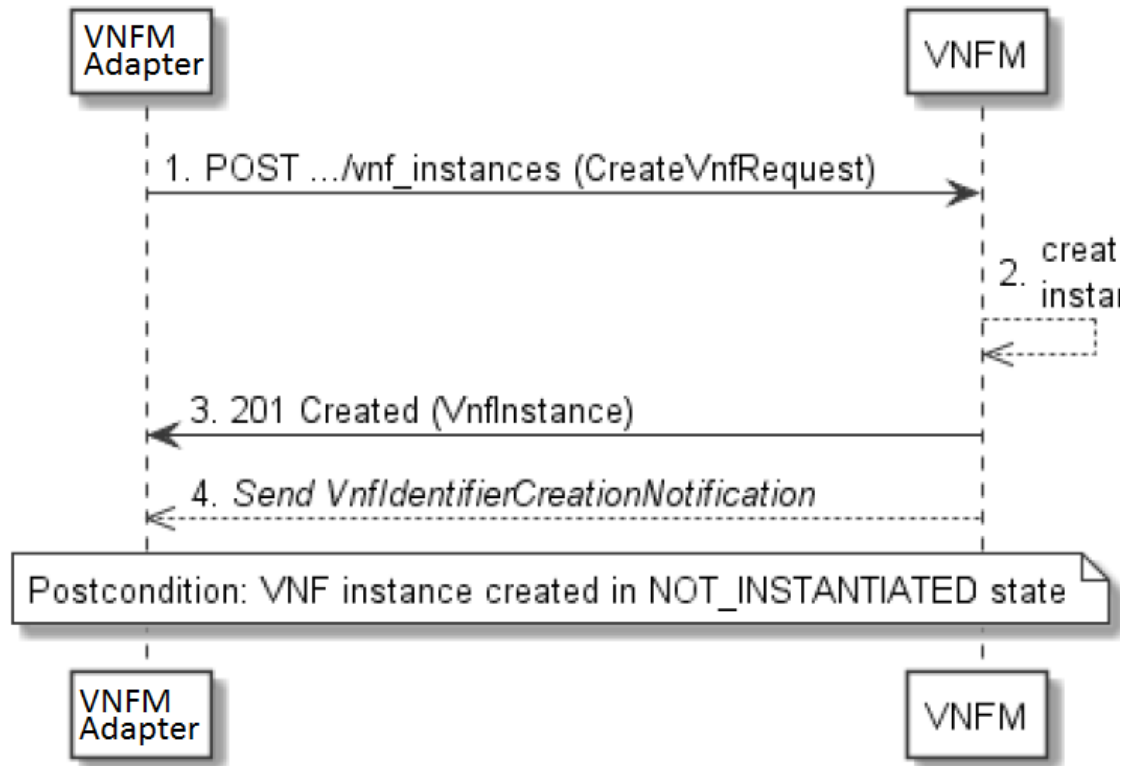 VNFM
Adapter
VNFM
1. POST .../vnf_instances (CreateVnfRequest)
2.
3. 201 Created (VnfInstance)
4. Send VnfIdentifierCreationNotification
Postcondition: VNF instance created in NOT_INSTANTIATED state
VNFM
Adapter
VNFM